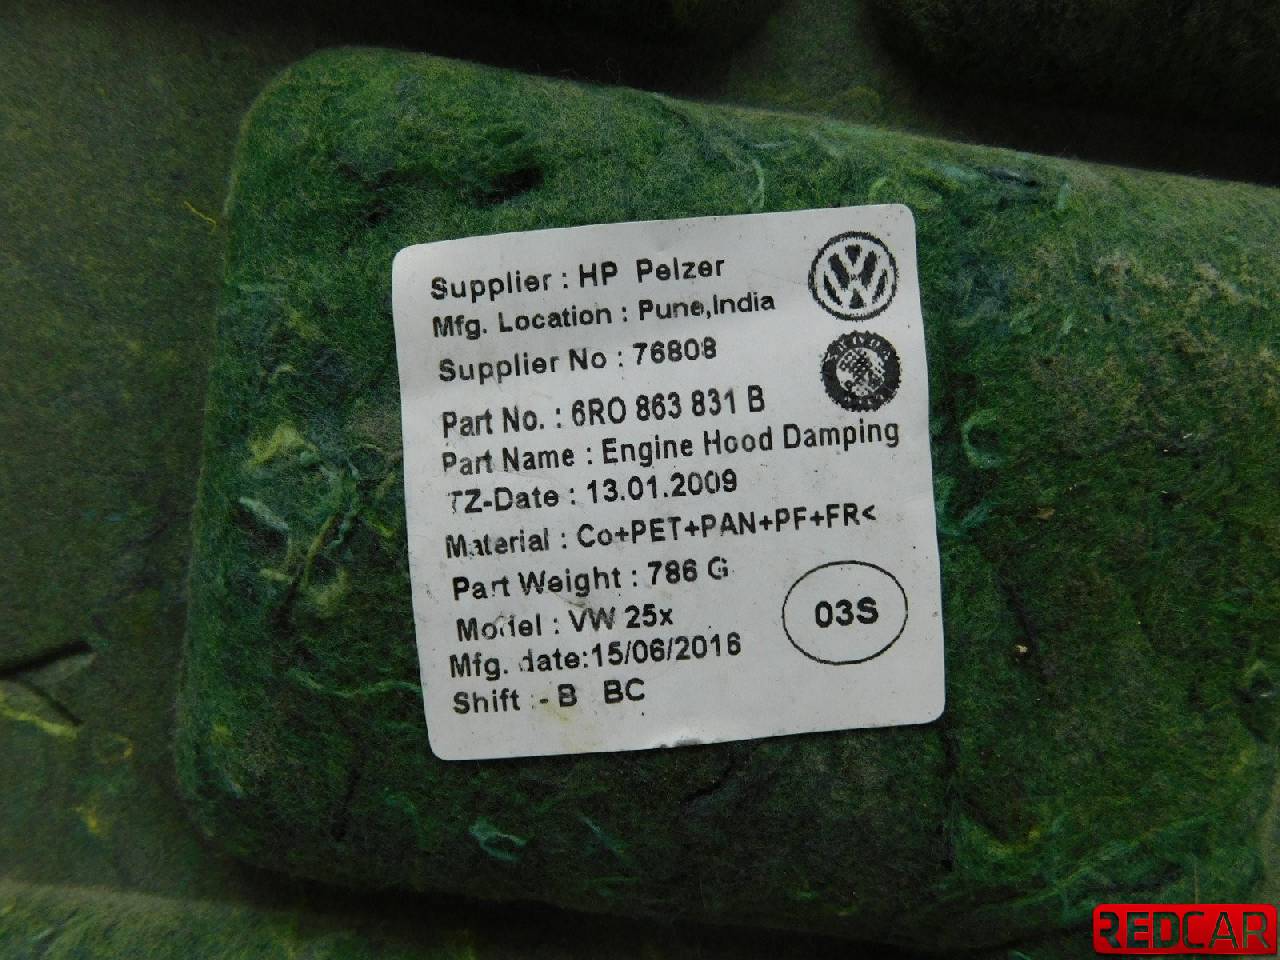 Supplier : HP Pelzer
Mfg. Location : Pune,India
Supplier No : 76808
Part No. : 6RO 863 831 B
Part Name : Engine Hood Damping
TZ-Date : 13.01.2009
Material : Co+PET+PAN+PF+FR<
Part Weight : 786 G
Model : VW 25x
03S
Mfg. date:15/06/2016
Shift :- B BC
REDCAR